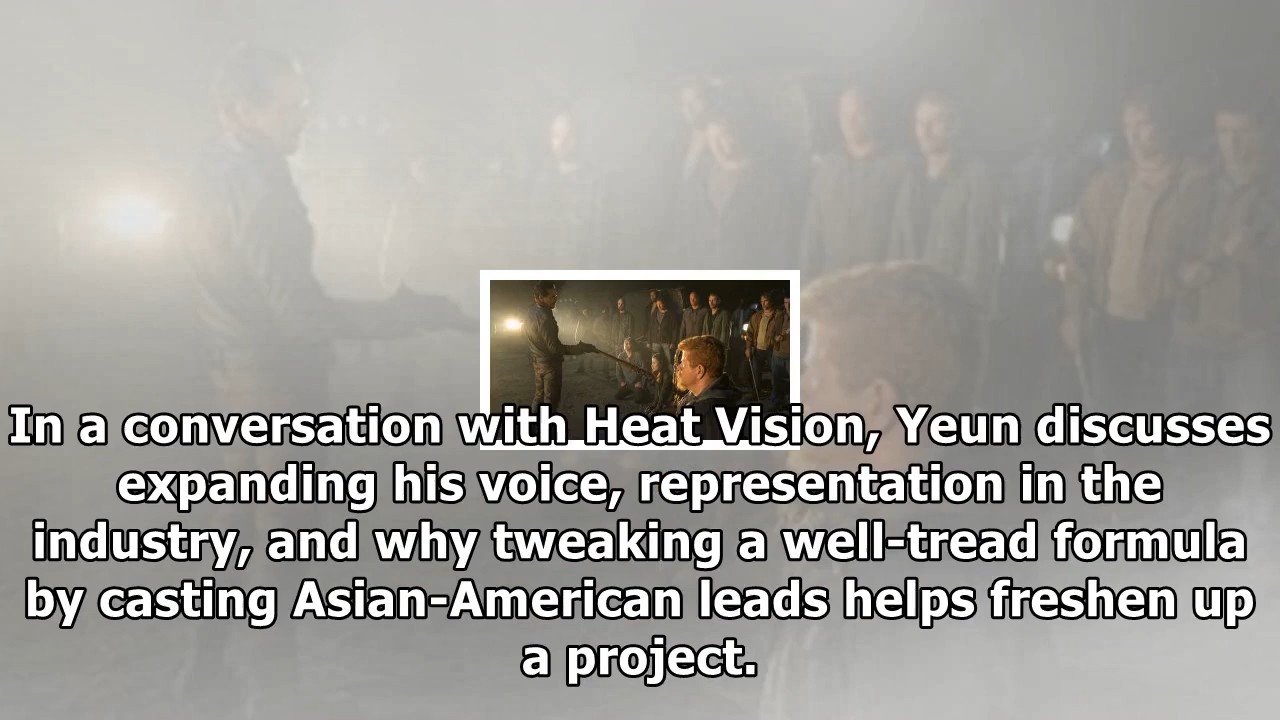 In a conversation with Heat Vision, Yeun discusses
expanding his voice, representation in the
industry, and why tweaking a well-tread formula
by casting Asian-American leads helps freshen up
a project.